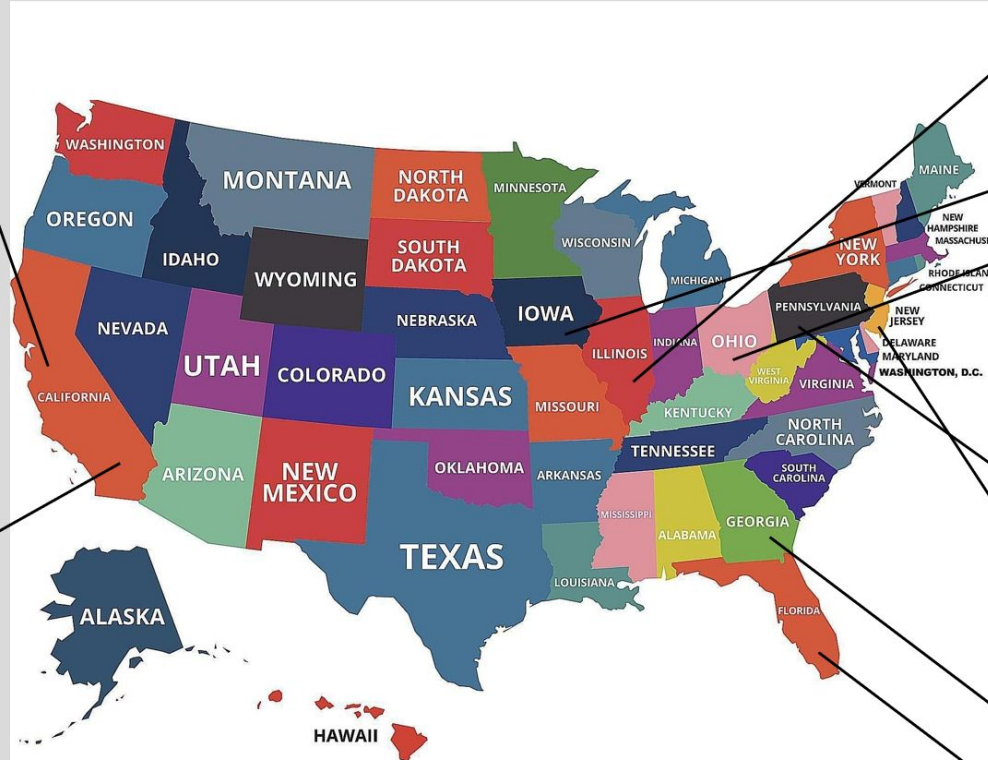 WASHINGTON
MONTANA
NORTH
DAKOTA
MINNESOTA
MAINE
VERMONT
OREGON
IDAHO
SOUTH
DAKOTA
WISCONSIN
NEW
YORK
NEW
HAMPSHIRE
MASSACHUS
WYOMING
MICHIGAN
RHODE ISLAND
CONNECTICUT
NEVADA
NEBRASKA
IOWA
PENNSYLVANIA
NEW
JERSEY
UTAH
COLORADO
ILLINOIS
INDIANA
OHIO
DELAWARE
MARYLAND
WASHINGTON, D.C.
CALIFORNIA
KANSAS
MISSOURI
WEST
VIRGINIA
VIRGINIA
KENTUCKY
NORTH
CAROLINA
ARIZONA
NEW
MEXICO
OKLAHOMA
ARKANSAS
TENNESSEE
SOUTH
CAROLINA
MISSISSIPPI
ALABAMA
GEORGIA
TEXAS
LOUISIANA
FLORIDA
ALASKA
HAWAII